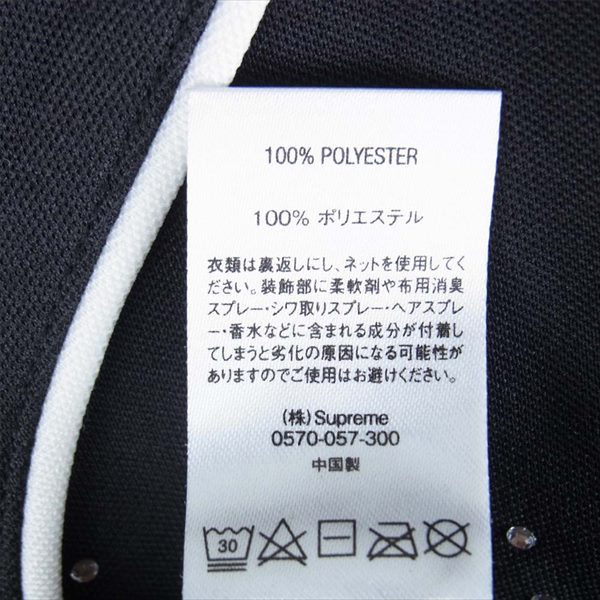 100% POLYESTER
100% ポリエステル
衣類は裏返しにし、ネットを使用してく
ださい。装飾部に柔軟剤や布用消臭
スプレー・シワ取りスプレー・ヘアスプレ
ー・香水などに含まれる成分が付着し
てしまうと劣化の原因になる可能性が
ありますのでご使用はお避けください。
(株)Supreme
0570-057-300
中国製
30